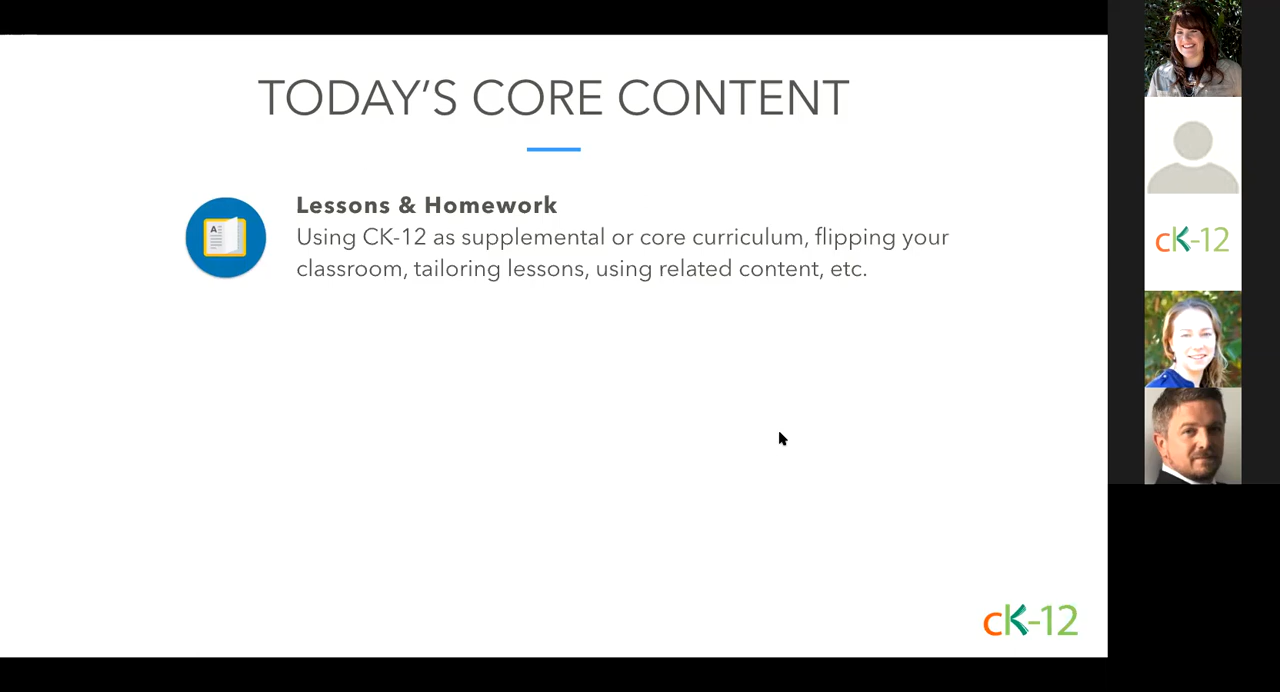 TODAY'S CORE CONTENT
Lessons & Homework
Using CK-12 as supplemental or core curriculum, flipping your
classroom, tailoring lessons, using related content, etc.
cK-12
cK-12